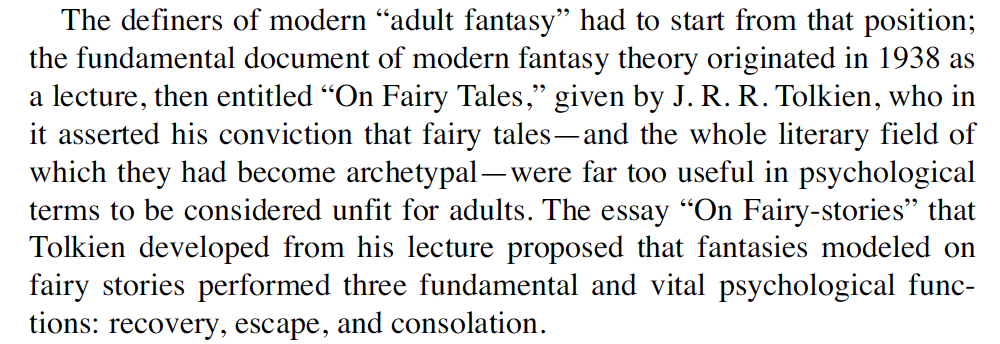 The definers of modern “adult fantasy” had to start from that position;
the fundamental document of modern fantasy theory originated in 1938 as
a lecture, then entitled “On Fairy Tales,” given by J. R. R. Tolkien, who in
it asserted his conviction that fairy tales—and the whole literary field of
which they had become archetypal—were far too useful in psychological
terms to be considered unfit for adults. The essay “On Fairy-stories” that
Tolkien developed from his lecture proposed that fantasies modeled on
fairy stories performed three fundamental and vital psychological func-
tions: recovery, escape, and consolation.